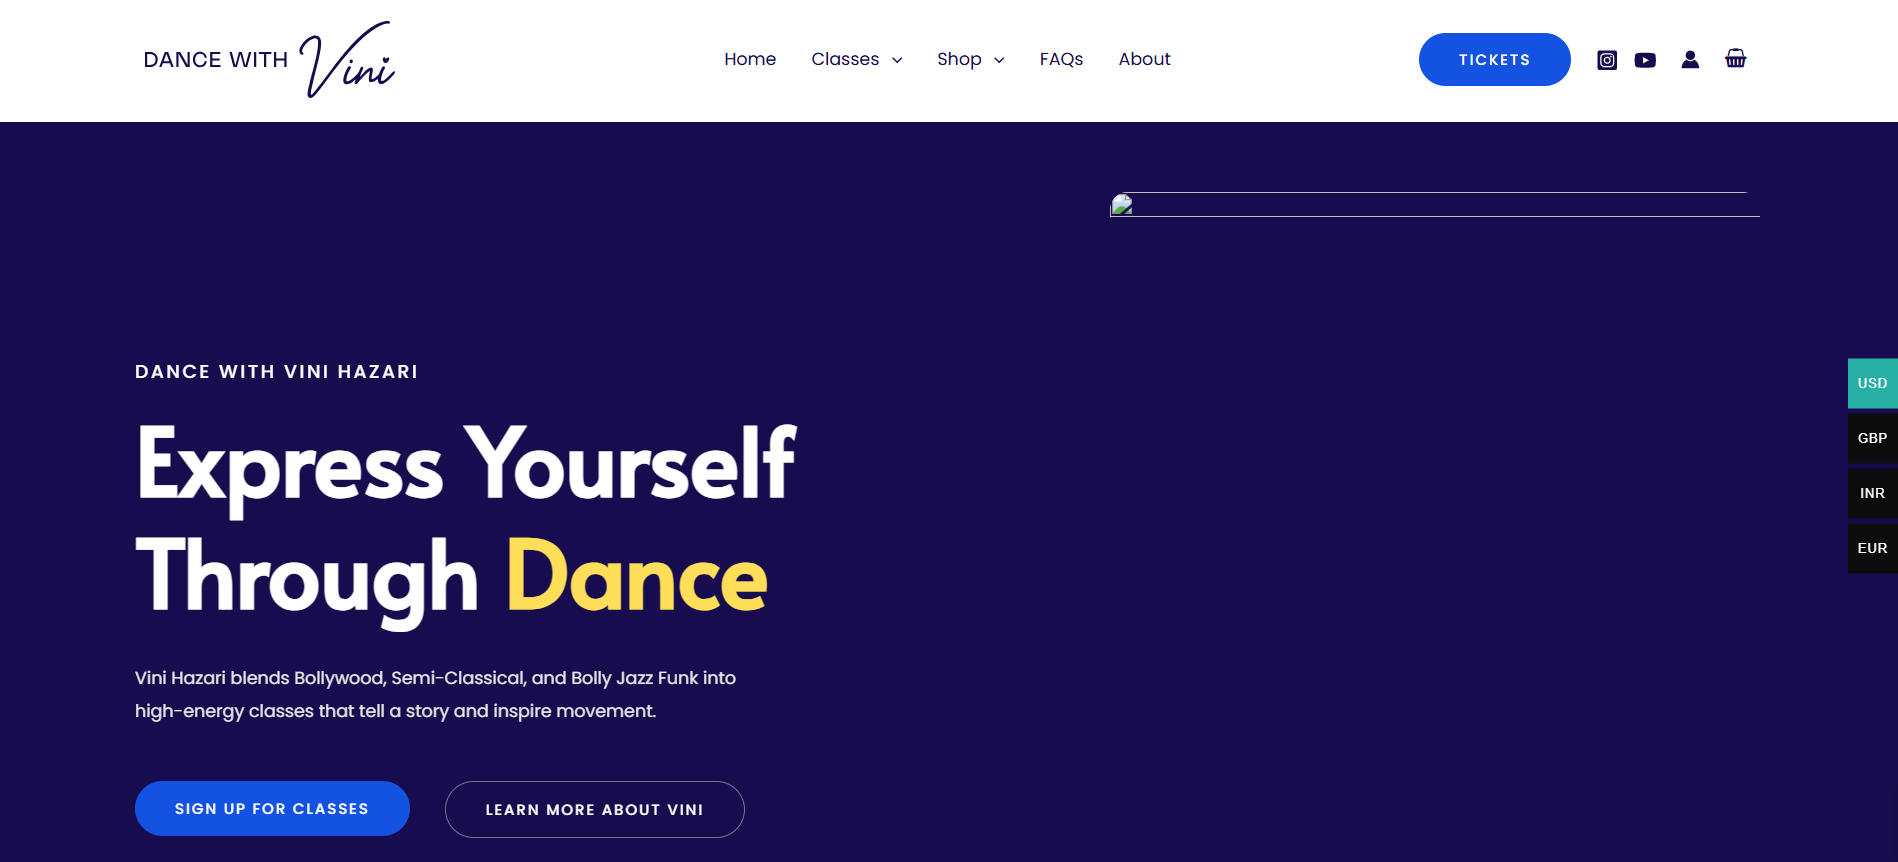 DANCE WITH Vini
Home Classes Shop FAQs About
TICKETS
DANCE WITH VINI HAZARI
Express Yourself
Through Dance
Vini Hazari blends Bollywood, Semi-Classical, and Bolly Jazz Funk into
high-energy classes that tell a story and inspire movement.
SIGN UP FOR CLASSES
LEARN MORE ABOUT VINI
USD
GBP
INR
EUR